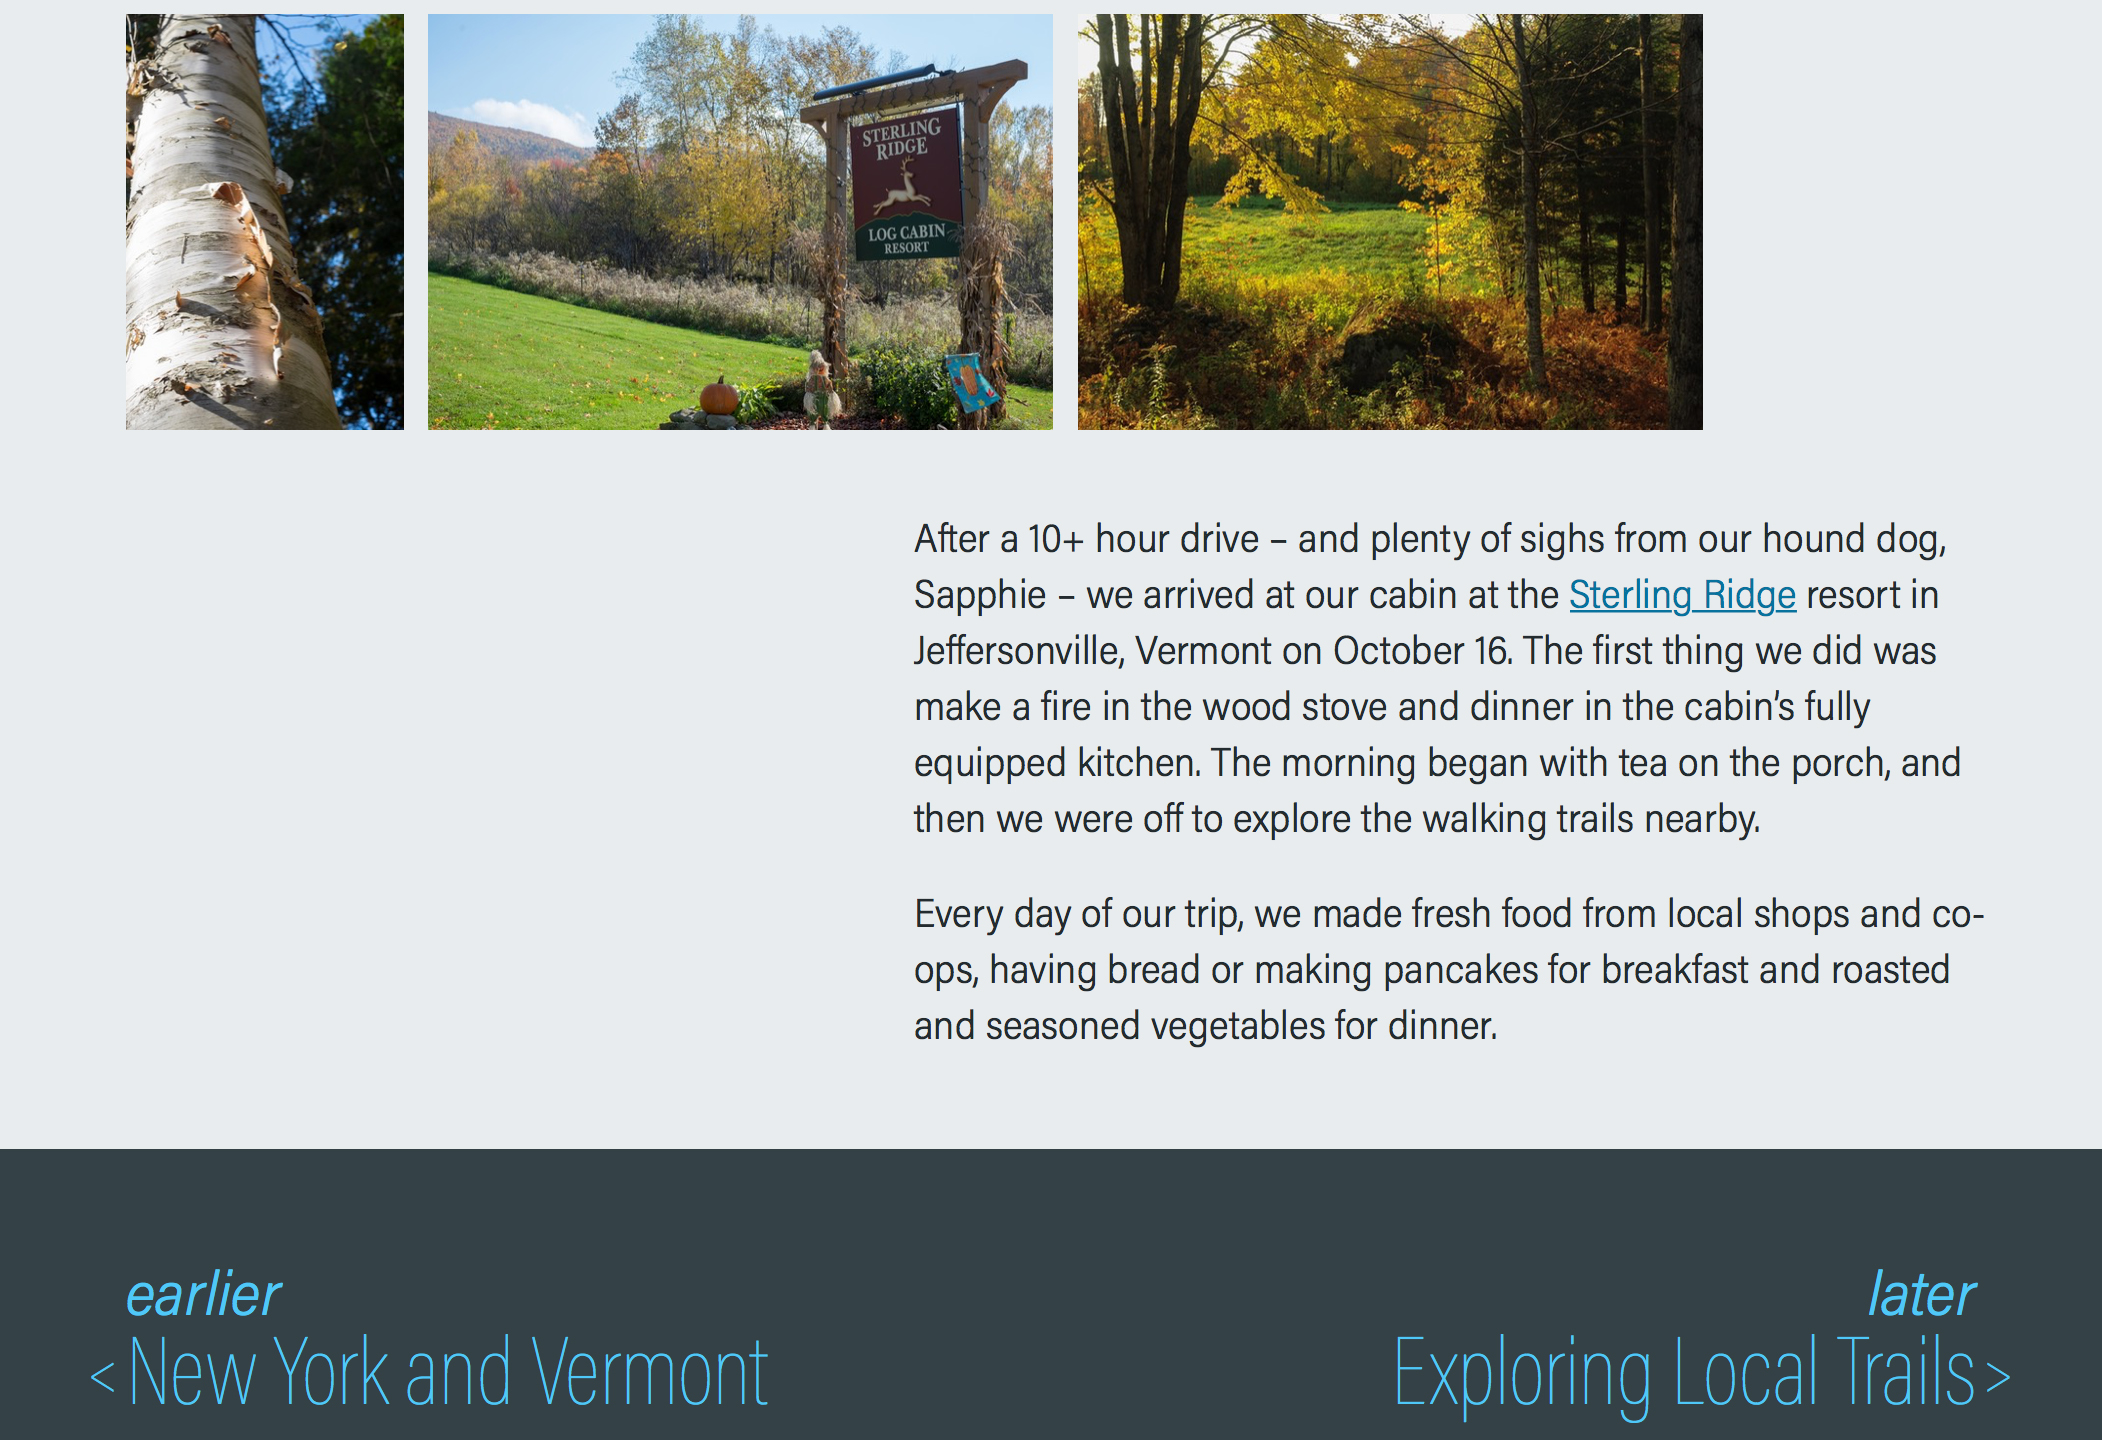 STERLING
RIDGE
LOG CABIN
RESORT
After a 10+ hour drive – and plenty of sighs from our hound dog,
Sapphie – we arrived at our cabin at the Sterling Ridge resort in
Jeffersonville, Vermont on October 16. The first thing we did was
make a fire in the wood stove and dinner in the cabin’s fully
equipped kitchen. The morning began with tea on the porch, and
then we were off to explore the walking trails nearby.
Every day of our trip, we made fresh food from local shops and co-
ops, having bread or making pancakes for breakfast and roasted
and seasoned vegetables for dinner.
earlier
< New York and Vermont
later
Exploring Local Trails >